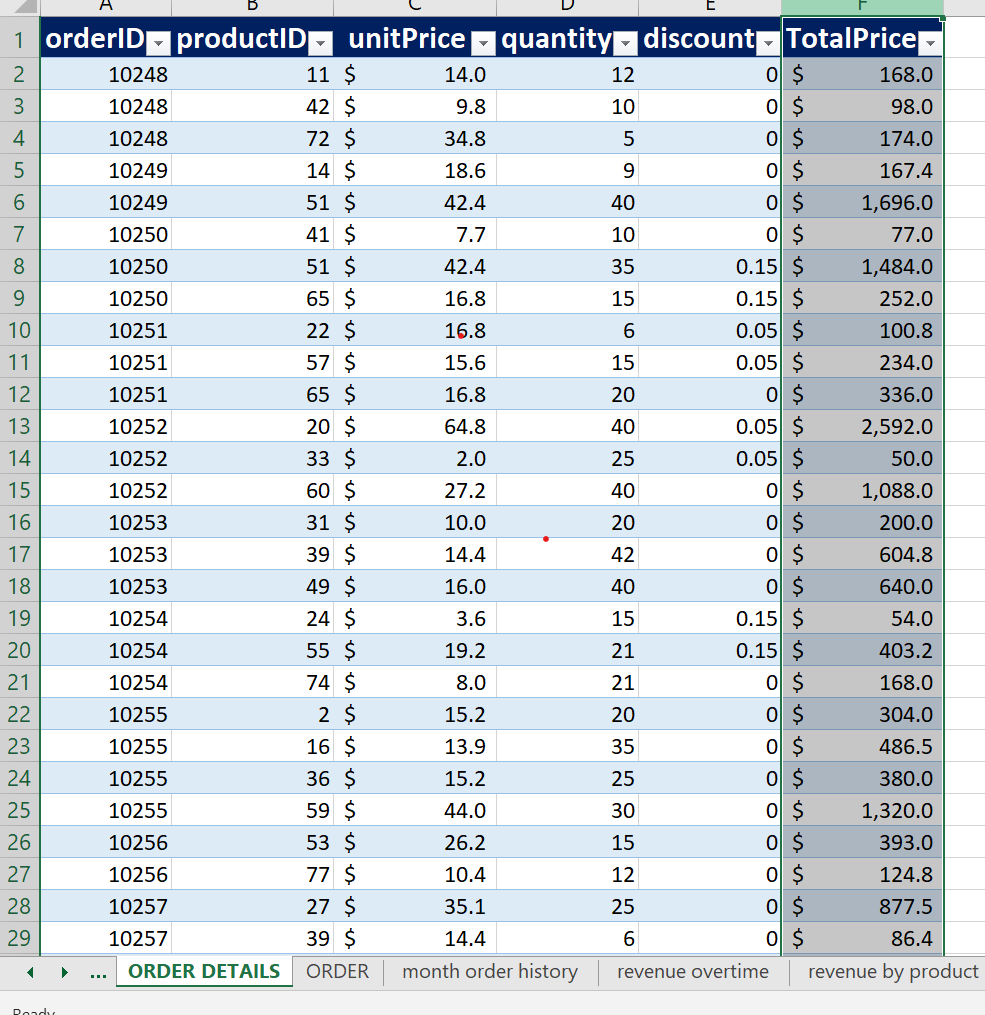 A B C D E F
1 orderID productID unitPrice quantity discount TotalPrice
2 10248 11 $ 14.0 12 0 $ 168.0
3 10248 42 $ 9.8 10 0 $ 98.0
4 10248 72 $ 34.8 5 0 $ 174.0
5 10249 14 $ 18.6 9 0 $ 167.4
6 10249 51 $ 42.4 40 0 $ 1,696.0
7 10250 41 $ 7.7 10 0 $ 77.0
8 10250 51 $ 42.4 35 0.15 $ 1,484.0
9 10250 65 $ 16.8 15 0.15 $ 252.0
10 10251 22 $ 16.8 6 0.05 $ 100.8
11 10251 57 $ 15.6 15 0.05 $ 234.0
12 10251 65 $ 16.8 20 0 $ 336.0
13 10252 20 $ 64.8 40 0.05 $ 2,592.0
14 10252 33 $ 2.0 25 0.05 $ 50.0
15 10252 60 $ 27.2 40 0 $ 1,088.0
16 10253 31 $ 10.0 20 0 $ 200.0
17 10253 39 $ 14.4 42 0 $ 604.8
18 10253 49 $ 16.0 40 0 $ 640.0
19 10254 24 $ 3.6 15 0.15 $ 54.0
20 10254 55 $ 19.2 21 0.15 $ 403.2
21 10254 74 $ 8.0 21 0 $ 168.0
22 10255 2 $ 15.2 20 0 $ 304.0
23 10255 16 $ 13.9 35 0 $ 486.5
24 10255 36 $ 15.2 25 0 $ 380.0
25 10255 59 $ 44.0 30 0 $ 1,320.0
26 10256 53 $ 26.2 15 0 $ 393.0
27 10256 77 $ 10.4 12 0 $ 124.8
28 10257 27 $ 35.1 25 0 $ 877.5
29 10257 39 $ 14.4 6 0 $ 86.4
... ORDER DETAILS ORDER month order history revenue overtime revenue by product
Ready